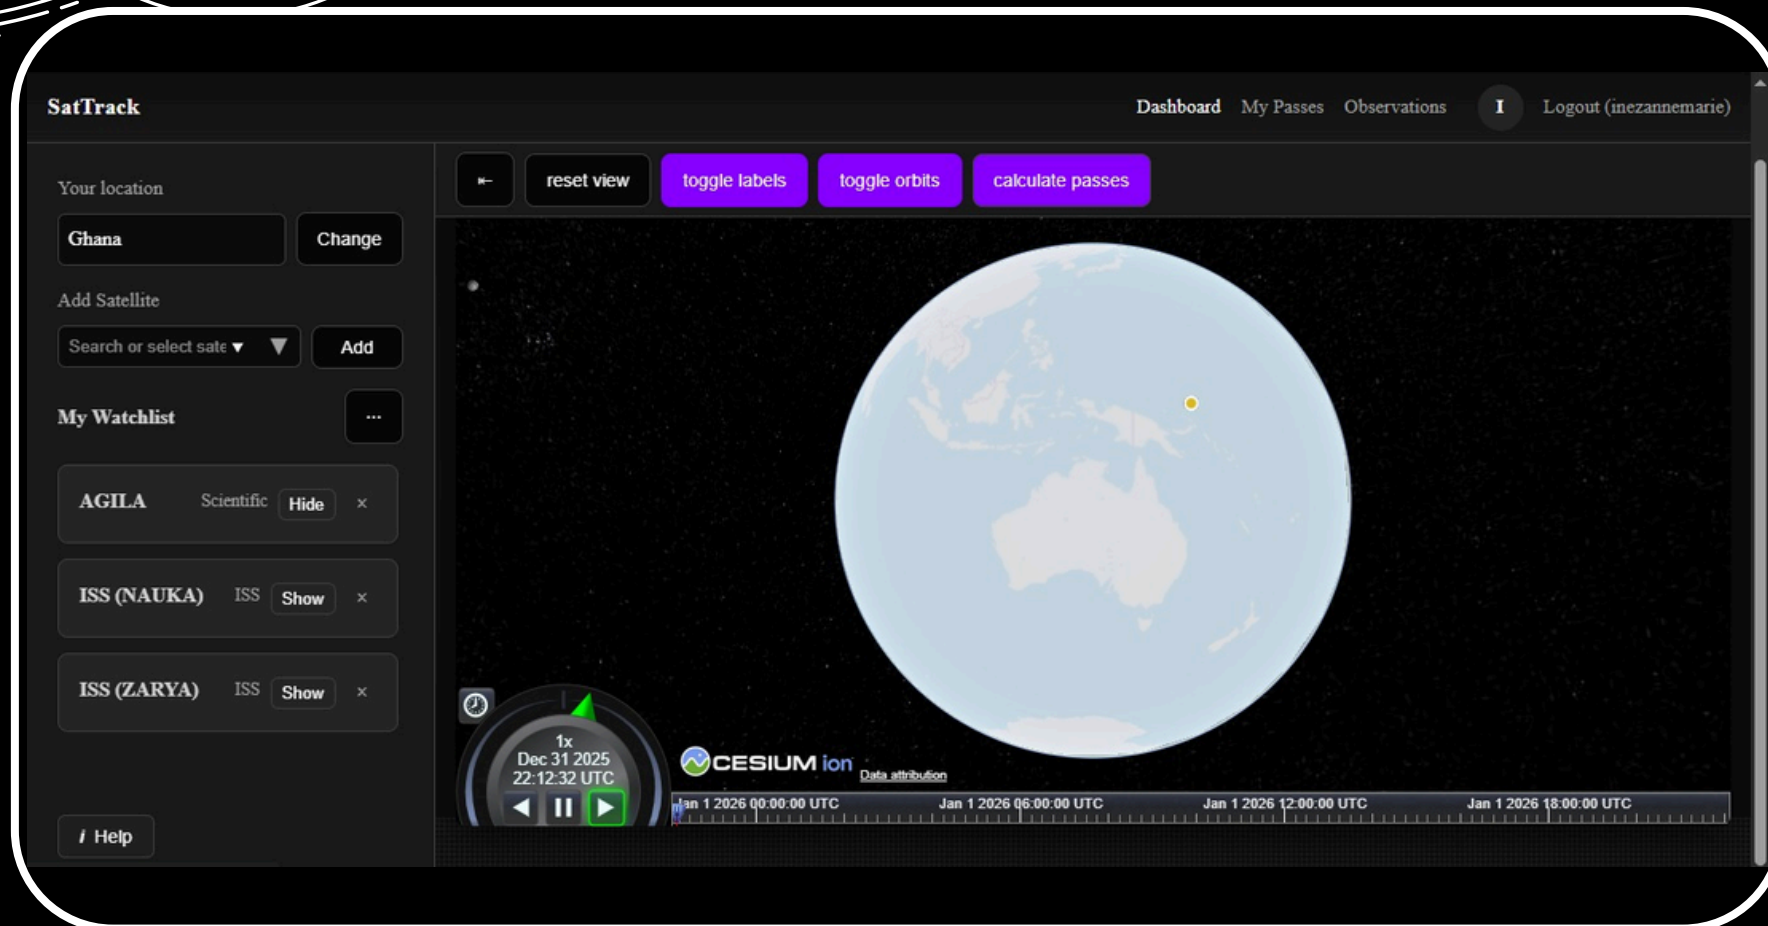 SatTrack
Dashboard My Passes Observations I Logout (inezannemarie)
Your location
Ghana Change
Add Satellite
Search or select sate Add
My Watchlist ...
AGILA Scientific Hide ×
ISS (NAUKA) ISS Show ×
ISS (ZARYA) ISS Show ×
i Help
reset view toggle labels toggle orbits calculate passes
1x
Dec 31 2025
22:12:32 UTC
CESIUM ion Data attribution
Jan 1 2026 00:00:00 UTC Jan 1 2026 06:00:00 UTC Jan 1 2026 12:00:00 UTC Jan 1 2026 18:00:00 UTC